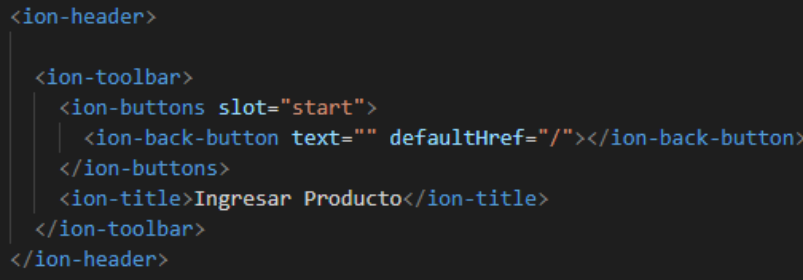 <ion-header>
<ion-toolbar>
<ion-buttons slot="start">
<ion-back-button text="" defaultHref="/"></ion-back-button>
</ion-buttons>
<ion-title>Ingresar Producto</ion-title>
</ion-toolbar>
</ion-header>